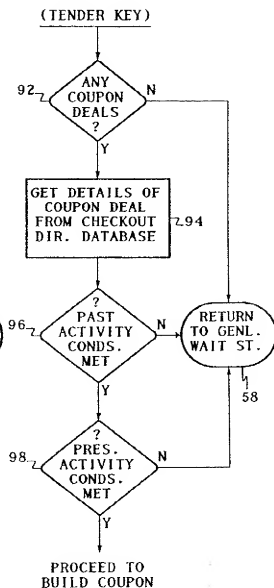 (TENDER KEY)
92
ANY
COUPON
DEALS
?
N
Y
GET DETAILS OF
COUPON DEAL
FROM CHECKOUT
DIR. DATABASE
94
96
?
PAST
ACTIVITY
CONDS.
MET
N
Y
RETURN
TO GENL.
WAIT ST.
58
98
?
PRES.
ACTIVITY
CONDS.
MET
N
Y
PROCEED TO
BUILD COUPON